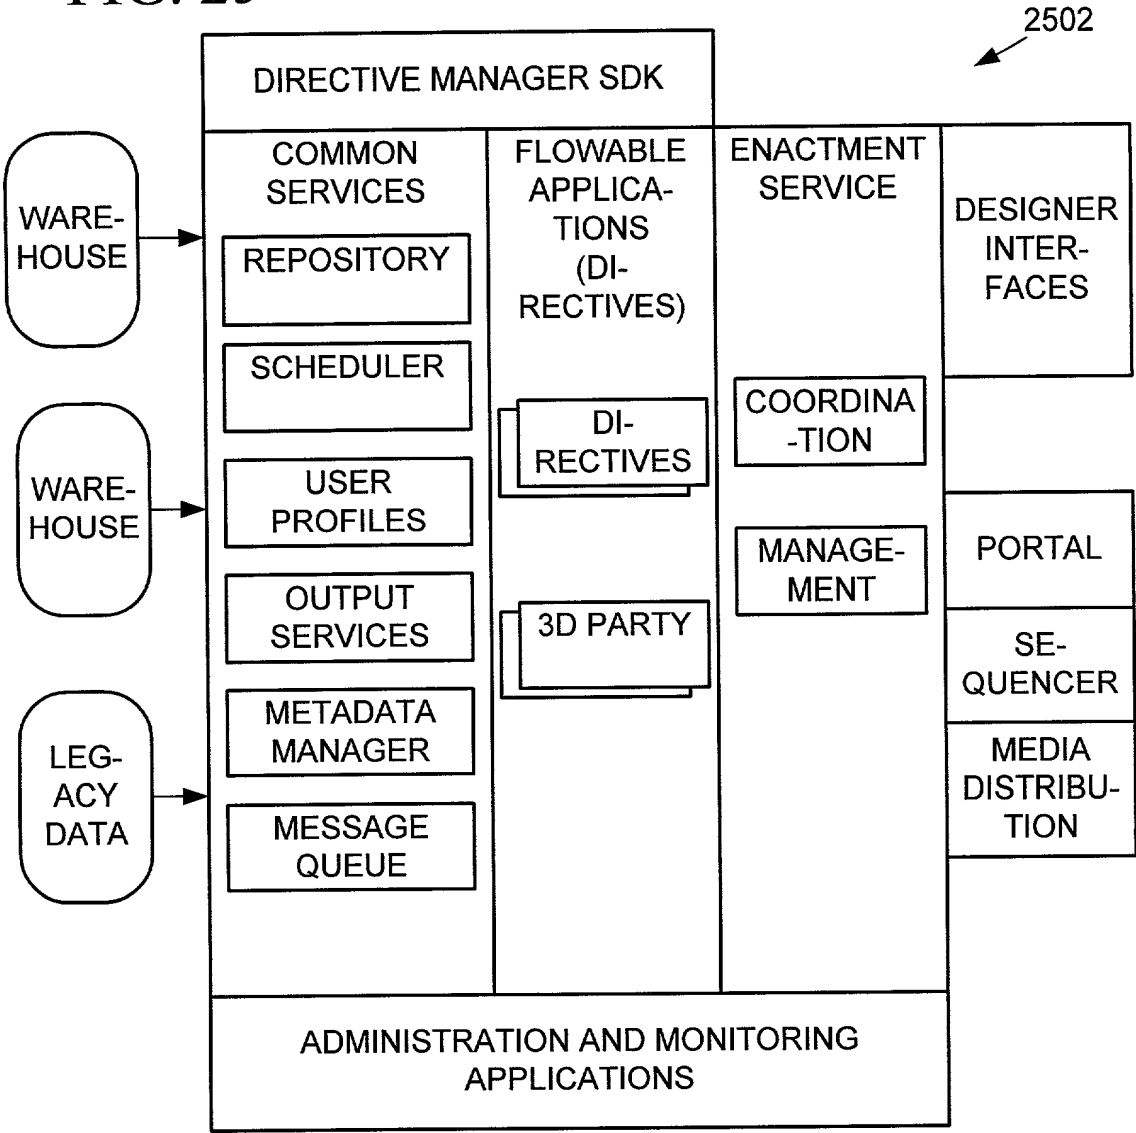 2502
DIRECTIVE MANAGER SDK
WARE-
HOUSE
WARE-
HOUSE
LEG-
ACY
DATA
COMMON
SERVICES
REPOSITORY
SCHEDULER
USER
PROFILES
OUTPUT
SERVICES
METADATA
MANAGER
MESSAGE
QUEUE
FLOWABLE
APPLICA-
TIONS
(DI-
RECTIVES)
DI-
RECTIVES
3D PARTY
ENACTMENT
SERVICE
COORDINA
-TION
MANAGE-
MENT
DESIGNER
INTER-
FACES
PORTAL
SE-
QUENCER
MEDIA
DISTRIBU-
TION
ADMINISTRATION AND MONITORING
APPLICATIONS